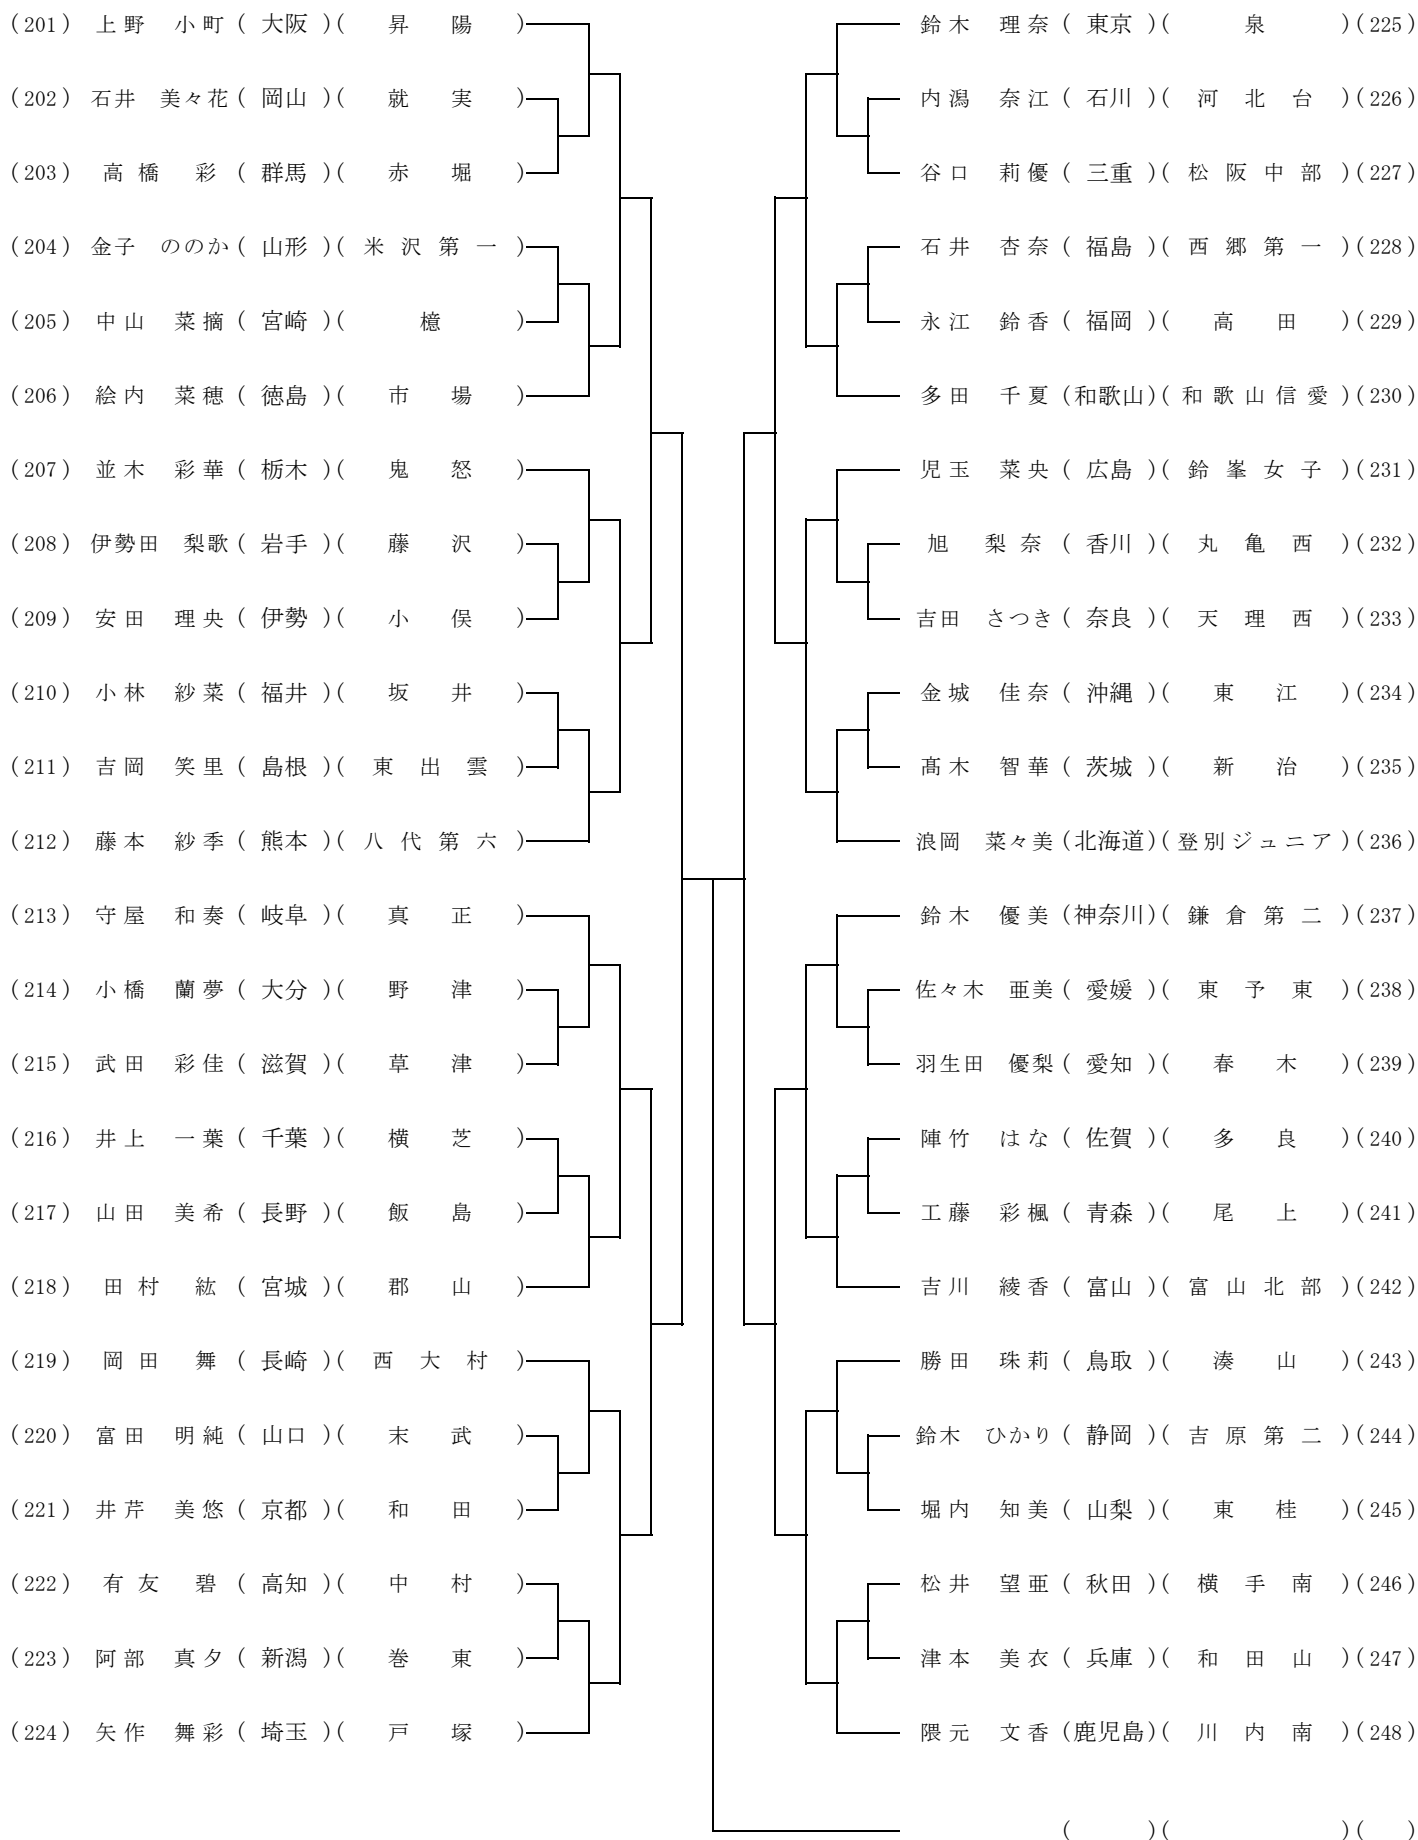 (201) 上野 小町 ( 大阪 )( 昇陽 )
(202) 石井 美々花 ( 岡山 )( 就実 )
(203) 高橋 彩 ( 群馬 )( 赤堀 )
(204) 金子 ののか ( 山形 )( 米沢第一 )
(205) 中山 菜摘 ( 宮崎 )( 檍 )
(206) 絵内 菜穂 ( 徳島 )( 市場 )
(207) 並木 彩華 ( 栃木 )( 鬼怒 )
(208) 伊勢田 梨歌 ( 岩手 )( 藤沢 )
(209) 安田 理央 ( 伊勢 )( 小俣 )
(210) 小林 紗菜 ( 福井 )( 坂井 )
(211) 吉岡 笑里 ( 島根 )( 東出雲 )
(212) 藤本 紗季 ( 熊本 )( 八代第六 )
(213) 守屋 和奏 ( 岐阜 )( 真正 )
(214) 小橋 蘭夢 ( 大分 )( 野津 )
(215) 武田 彩佳 ( 滋賀 )( 草津 )
(216) 井上 一葉 ( 千葉 )( 横芝 )
(217) 山田 美希 ( 長野 )( 飯島 )
(218) 田村 紘 ( 宮城 )( 郡山 )
(219) 岡田 舞 ( 長崎 )( 西大村 )
(220) 富田 明純 ( 山口 )( 末武 )
(221) 井芹 美悠 ( 京都 )( 和田 )
(222) 有友 碧 ( 高知 )( 中村 )
(223) 阿部 真夕 ( 新潟 )( 巻東 )
(224) 矢作 舞彩 ( 埼玉 )( 戸塚 )
鈴木 理奈 ( 東京 )( 泉 )(225)
内潟 奈江 ( 石川 )( 河北台 )(226)
谷口 莉優 ( 三重 )( 松阪中部 )(227)
石井 杏奈 ( 福島 )( 西郷第一 )(228)
永江 鈴香 ( 福岡 )( 高田 )(229)
多田 千夏 (和歌山)( 和歌山信愛 )(230)
児玉 菜央 ( 広島 )( 鈴峯女子 )(231)
旭 梨奈 ( 香川 )( 丸亀西 )(232)
吉田 さつき ( 奈良 )( 天理西 )(233)
金城 佳奈 ( 沖縄 )( 東江 )(234)
髙木 智華 ( 茨城 )( 新治 )(235)
浪岡 菜々美 (北海道)( 登別ジュニア )(236)
鈴木 優美 (神奈川)( 鎌倉第二 )(237)
佐々木 亜美 ( 愛媛 )( 東予東 )(238)
羽生田 優梨 ( 愛知 )( 春木 )(239)
陣竹 はな ( 佐賀 )( 多良 )(240)
工藤 彩楓 ( 青森 )( 尾上 )(241)
吉川 綾香 ( 富山 )( 富山北部 )(242)
勝田 珠莉 ( 鳥取 )( 湊山 )(243)
鈴木 ひかり ( 静岡 )( 吉原第二 )(244)
堀内 知美 ( 山梨 )( 東桂 )(245)
松井 望亜 ( 秋田 )( 横手南 )(246)
津本 美衣 ( 兵庫 )( 和田山 )(247)
隈元 文香 (鹿児島)( 川内南 )(248)
( )( )( )